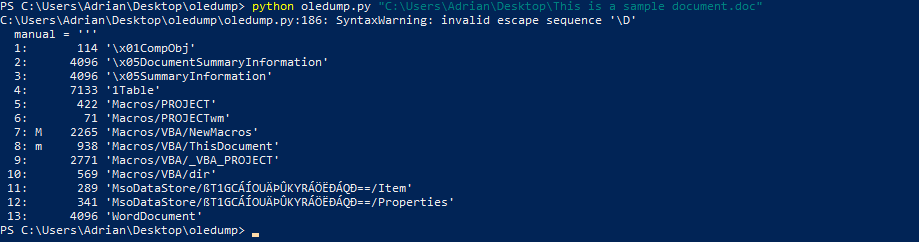 PS C:\Users\Adrian\Desktop\oledump> python oledump.py "C:\Users\Adrian\Desktop\This is a sample document.doc"
C:\Users\Adrian\Desktop\oledump\oledump.py:186: SyntaxWarning: invalid escape sequence '\D'
  manual = '''
  1:       114 '\x01CompObj'
  2:      4096 '\x05DocumentSummaryInformation'
  3:      4096 '\x05SummaryInformation'
  4:      7133 '1Table'
  5:       422 'Macros/PROJECT'
  6:        71 'Macros/PROJECTwm'
  7: M    2265 'Macros/VBA/NewMacros'
  8: m     938 'Macros/VBA/ThisDocument'
  9:      2771 'Macros/VBA/_VBA_PROJECT'
 10:       569 'Macros/VBA/dir'
 11:       289 'MsoDataStore/ßT1GCÁÍOUÄÞÛKYRÁÖËÐÁQÐ==/Item'
 12:       341 'MsoDataStore/ßT1GCÁÍOUÄÞÛKYRÁÖËÐÁQÐ==/Properties'
 13:      4096 'WordDocument'
PS C:\Users\Adrian\Desktop\oledump>